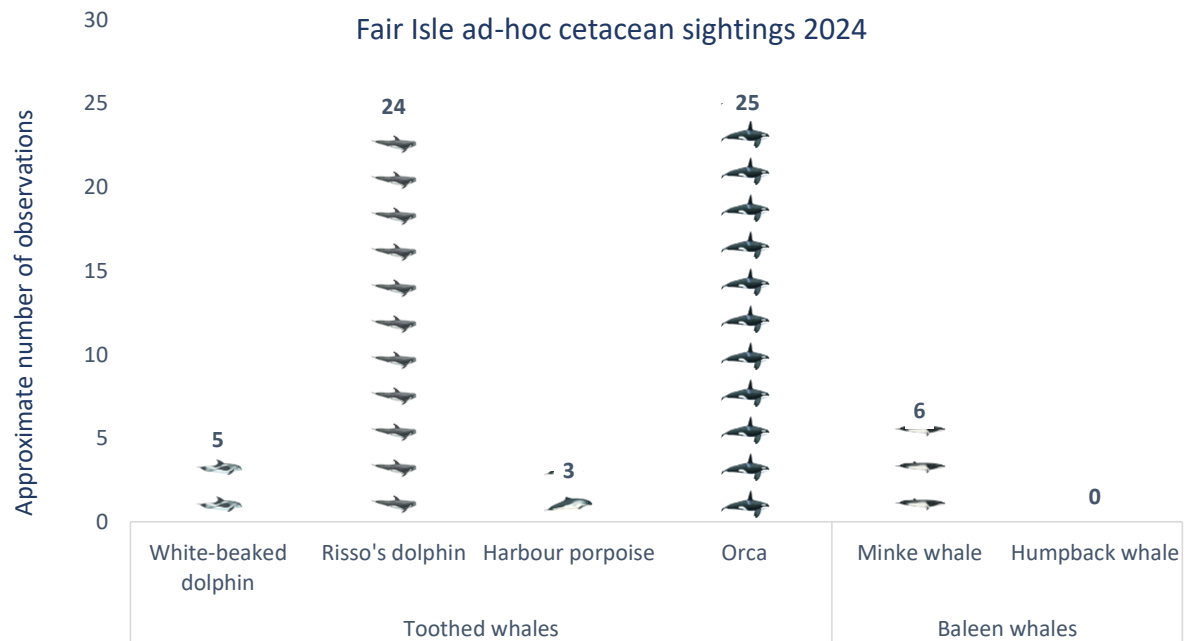 Fair Isle ad-hoc cetacean sightings 2024
Approximate number of observations
30
25
20
15
10
5
0
5
24
3
25
6
0
White-beaked
dolphin
Risso's dolphin
Harbour porpoise
Orca
Minke whale
Humpback whale
Toothed whales
Baleen whales